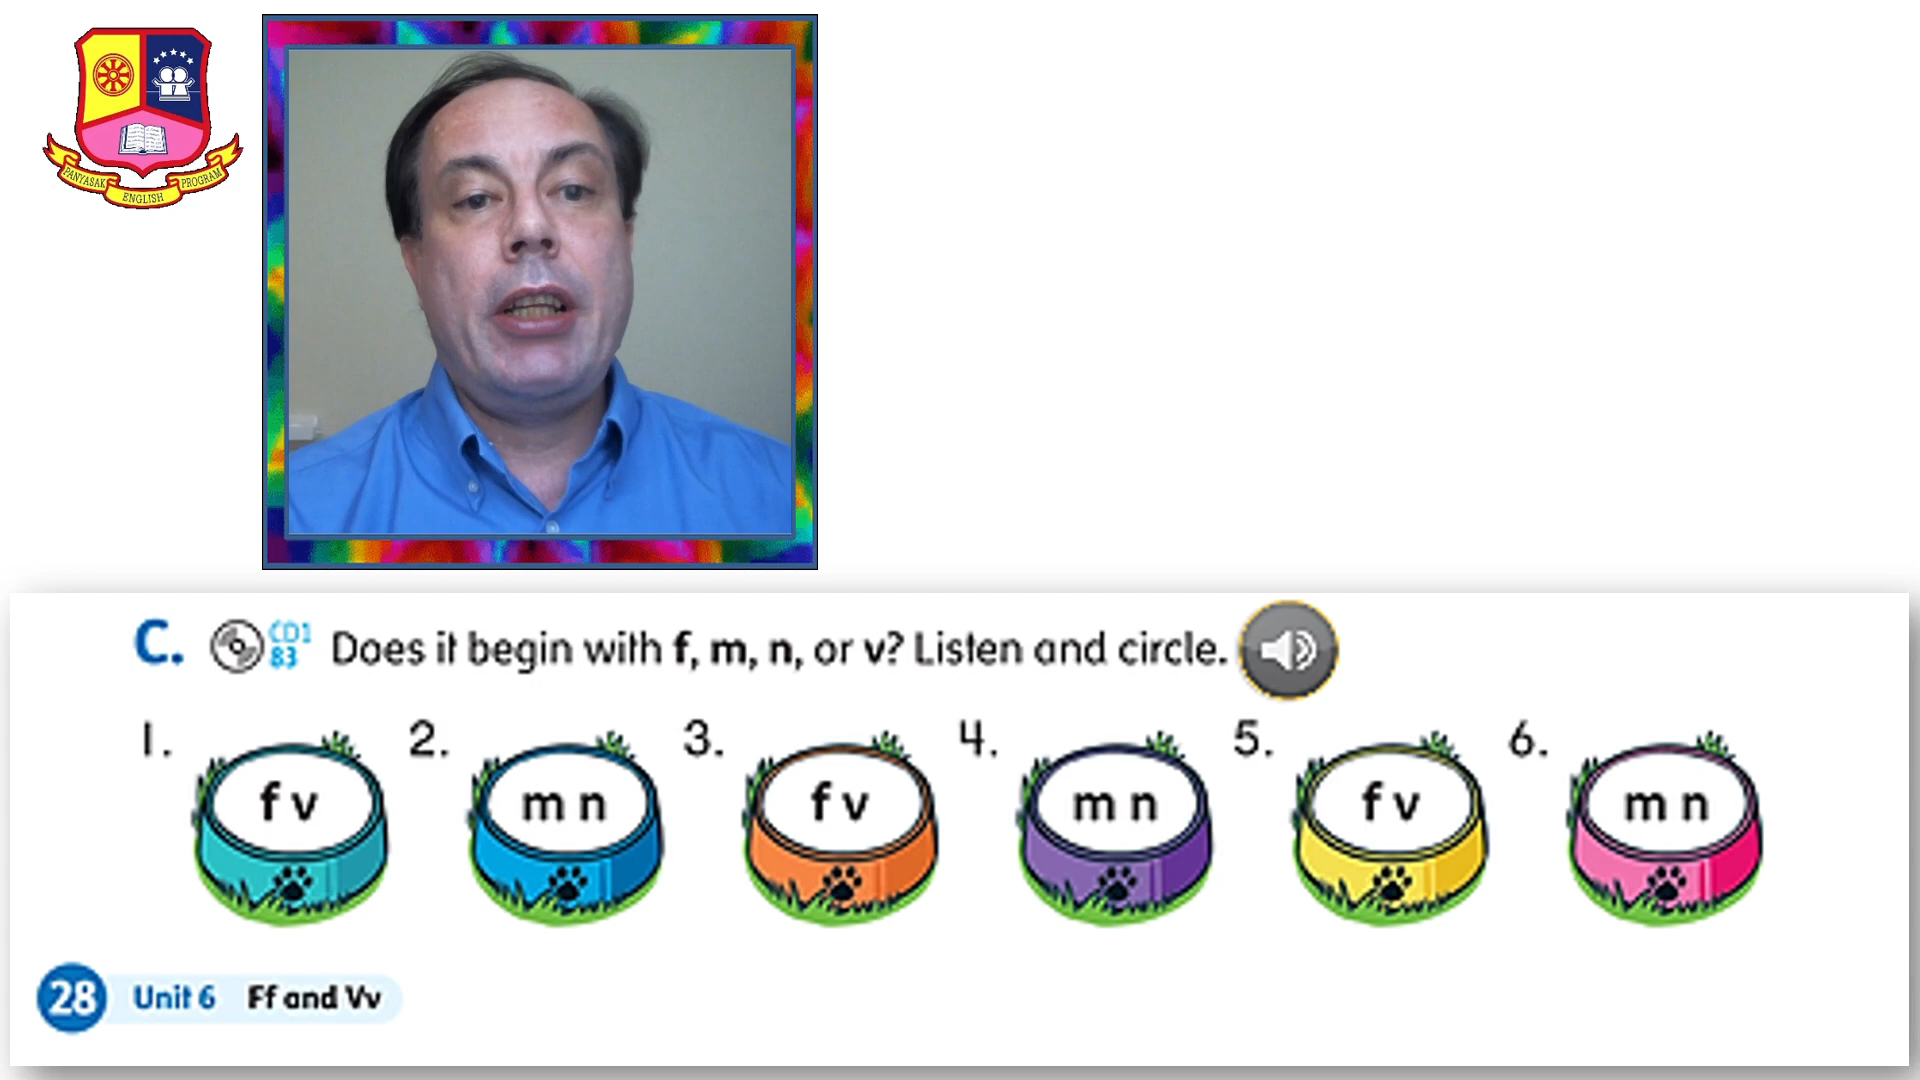 PANYASAK ENGLISH PROGRAM
C. CD1 83 Does it begin with f, m, n, or v? Listen and circle.
1. f v 2. m n 3. f v 4. m n 5. f v 6. m n
28 Unit 6 Ff and Vv